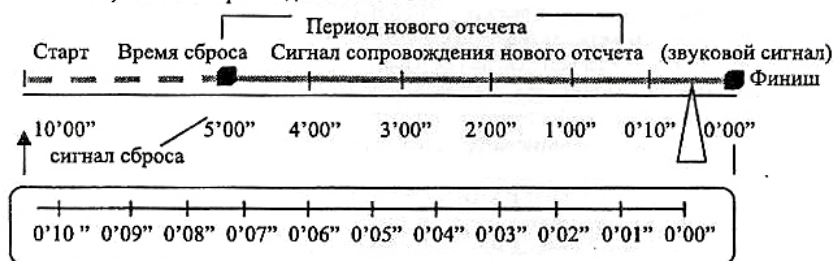 Период нового отсчета
Старт Время сброса Сигнал сопровождения нового отсчета (звуковой сигнал)
Финиш
10’00” 5’00” 4’00” 3’00” 2’00” 1’00” 0’10” 0’00”
сигнал сброса
0’10 ” 0’09” 0’08” 0’07” 0’06” 0’05” 0’04” 0’03” 0’02” 0’01” 0’00”